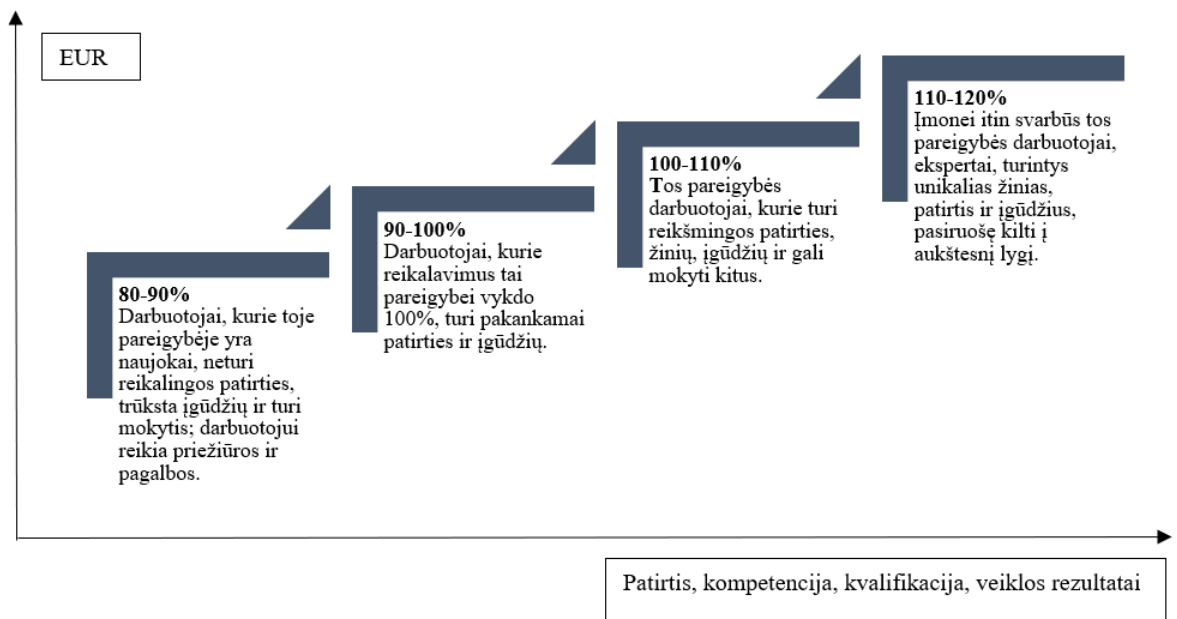 EUR
80-90%
Darbuotojai, kurie toje
pareigybėje yra
naujokai, neturi
reikalingos patirties,
trūksta įgūdžių ir turi
mokytis; darbuotojui
reikia priežiūros ir
pagalbos.
90-100%
Darbuotojai, kurie
reikalavimus tai
pareigybei vykdo
100%, turi pakankamai
patirties ir įgūdžių.
100-110%
Tos pareigybės
darbuotojai, kurie turi
reikšmingos patirties,
žinių, įgūdžių ir gali
mokyti kitus.
110-120%
Įmonei itin svarbūs tos
pareigybės darbuotojai,
ekspertai, turintys
unikalias žinias,
patirtis ir įgūdžius,
pasiruošę kilti į
aukštesnį lygį.
Patirtis, kompetencija, kvalifikacija, veiklos rezultatai